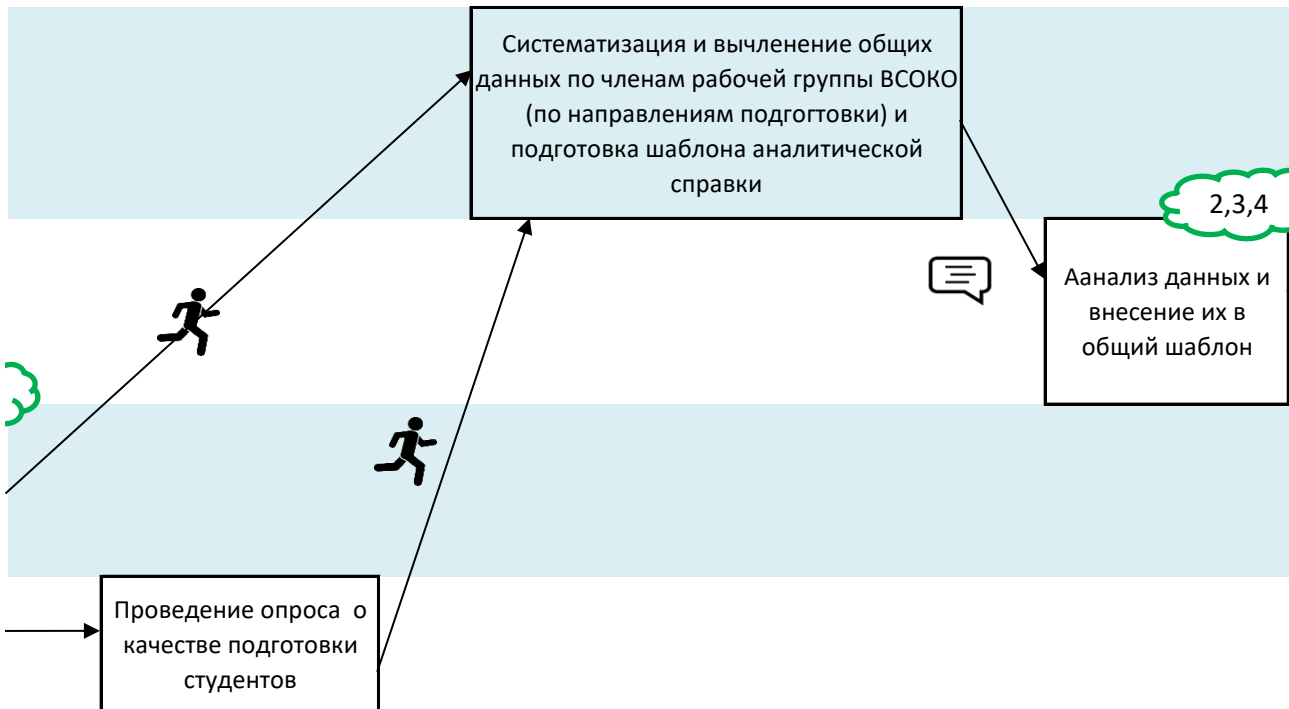 Систематизация и вычленение общих
данных по членам рабочей группы ВСОКО
(по направлениям подгготовки) и
подготовка шаблона аналитической
справки
2,3,4
Аанализ данных и
внесение их в
общий шаблон
Проведение опроса о
качестве подготовки
студентов